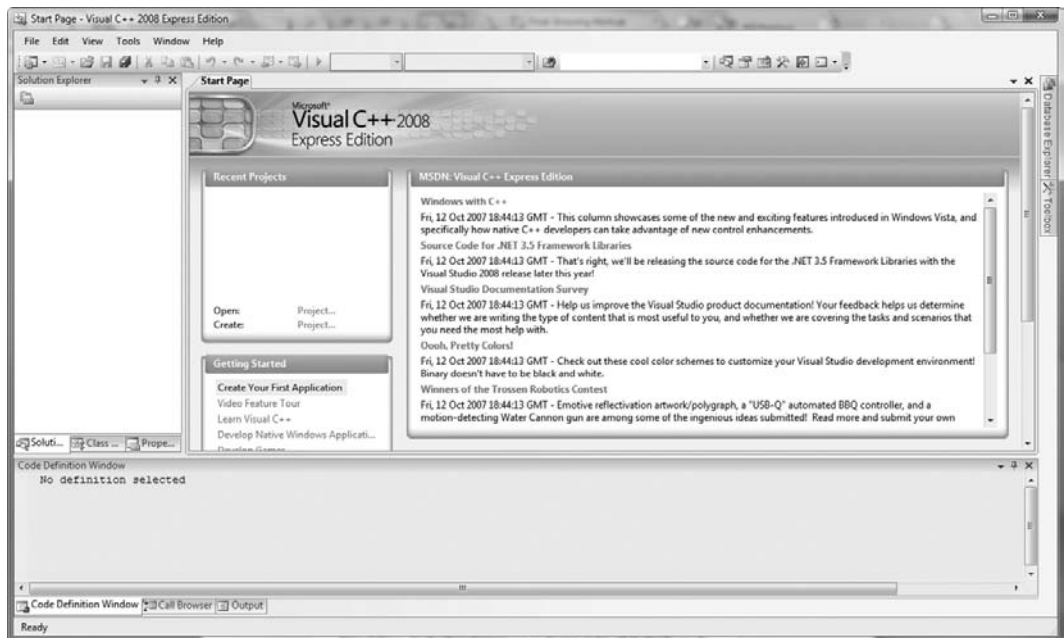 Start Page - Visual C++ 2008 Express Edition
File Edit View Tools Window Help
Solution Explorer
Start Page
Database Explorer
Toolbox
Microsoft®
Visual C++ 2008
Express Edition
Recent Projects
Open: Project...
Create: Project...
Getting Started
Create Your First Application
Video Feature Tour
Learn Visual C++
Develop Native Windows Applicati...
Develop Games
MSDN: Visual C++ Express Edition
Windows with C++
Fri, 12 Oct 2007 18:44:13 GMT - This column showcases some of the new and exciting features introduced in Windows Vista, and
specifically how native C++ developers can take advantage of new control enhancements.
Source Code for .NET 3.5 Framework Libraries
Fri, 12 Oct 2007 18:44:13 GMT - That's right, we'll be releasing the source code for the .NET 3.5 Framework Libraries with the
Visual Studio 2008 release later this year!
Visual Studio Documentation Survey
Fri, 12 Oct 2007 18:44:13 GMT - Help us improve the Visual Studio product documentation! Your feedback helps us determine
whether we are writing the type of content that is most useful to you, and whether we are covering the tasks and scenarios that
you need the most help with.
Oooh, Pretty Colors!
Fri, 12 Oct 2007 18:44:13 GMT - Check out these cool color schemes to customize your Visual Studio development environment!
Binary doesn't have to be black and white.
Winners of the Trossen Robotics Contest
Fri, 12 Oct 2007 18:44:13 GMT - Emotive reflectivation artwork/polygraph, a "USB-Q" automated BBQ controller, and a
motion-detecting Water Cannon gun are among some of the ingenious ideas submitted! Read more and submit your own
Soluti... Class ... Prope...
Code Definition Window
No definition selected
Code Definition Window Call Browser Output
Ready